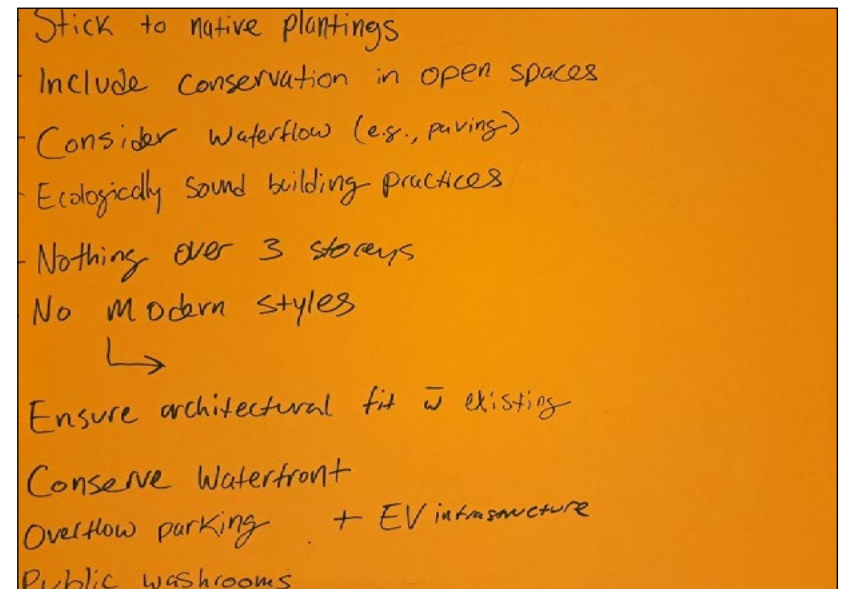 - Stick to native plantings
- Include conservation in open spaces
- Consider waterflow (e.g., paving)
- Ecologically sound building practices
- Nothing over 3 storeys
- No modern styles
↳
Ensure architectural fit w̄ existing
Conserve Waterfront
Overflow parking + EV infrastructure
Public washrooms